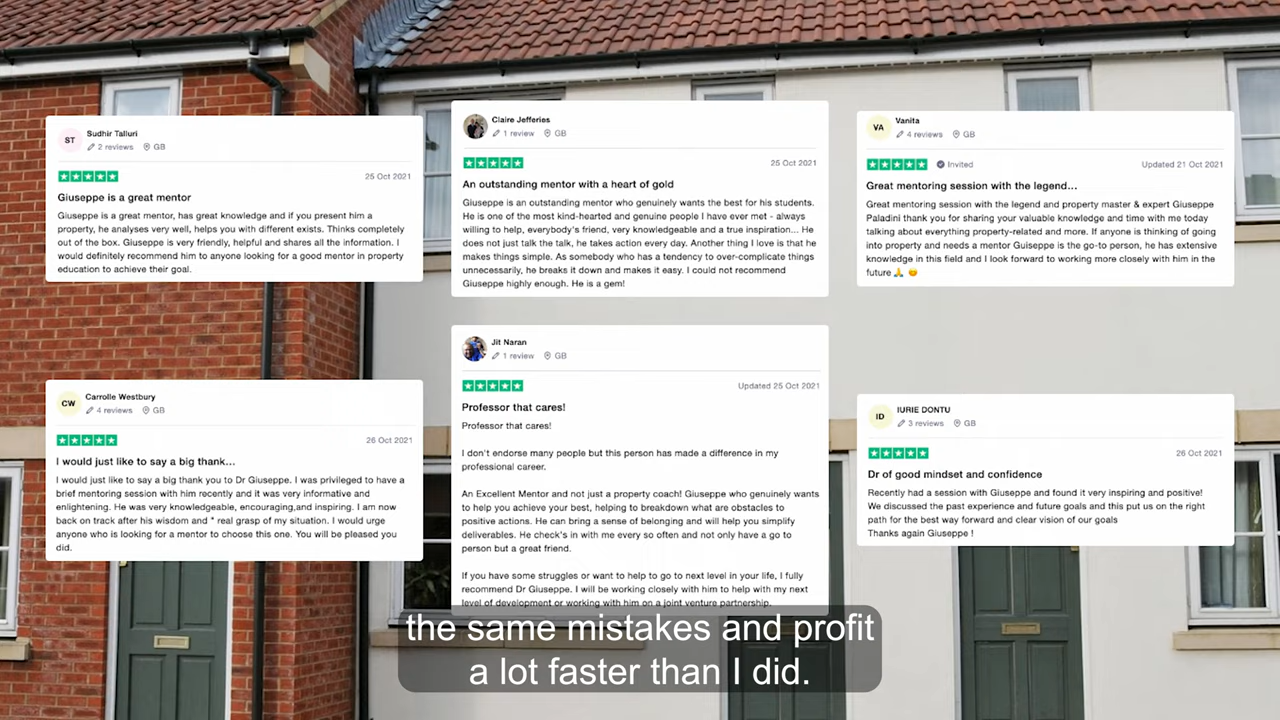 ST
Sudhir Talluri
2 reviews GB
25 Oct 2021
Giuseppe is a great mentor
Giuseppe is a great mentor, has great knowledge and if you present him a
property, he analyses very well, helps you with different exists. Thinks completely
out of the box. Giuseppe is very friendly, helpful and shares all the information. I
would definitely recommend him to anyone looking for a good mentor in property
education to achieve their goal.
Claire Jefferies
1 review GB
25 Oct 2021
An outstanding mentor with a heart of gold
Giuseppe is an outstanding mentor who genuinely wants the best for his students.
He is one of the most kind-hearted and genuine people I have ever met - always
willing to help, everybody's friend, very knowledgeable and a true inspiration... He
does not just talk the talk, he takes action every day. Another thing I love is that he
makes things simple. As somebody who has a tendency to over-complicate things
unnecessarily, he breaks it down and makes it easy. I could not recommend
Giuseppe highly enough. He is a gem!
VA
Vanita
4 reviews GB
Invited
Updated 21 Oct 2021
Great mentoring session with the legend...
Great mentoring session with the legend and property master & expert Giuseppe
Paladini thank you for sharing your valuable knowledge and time with me today
talking about everything property-related and more. If anyone is thinking of going
into property and needs a mentor Guiseppe is the go-to person, he has extensive
knowledge in this field and I look forward to working more closely with him in the
future 🙏 😊
CW
Carrolle Westbury
4 reviews GB
26 Oct 2021
I would just like to say a big thank...
I would just like to say a big thank you to Dr Giuseppe. I was privileged to have a
brief mentoring session with him recently and it was very informative and
enlightening. He was very knowledgeable, encouraging,and inspiring. I am now
back on track after his wisdom and * real grasp of my situation. I would urge
anyone who is looking for a mentor to choose this one. You will be pleased you
did.
Jit Naran
1 review GB
Updated 25 Oct 2021
Professor that cares!
Professor that cares!
I don't endorse many people but this person has made a difference in my
professional career.
An Excellent Mentor and not just a property coach! Giuseppe who genuinely wants
to help you achieve your best, helping to breakdown what are obstacles to
positive actions. He can bring a sense of belonging and will help you simplify
deliverables. He check's in with me every so often and not only have a go to
person but a great friend.
If you have some struggles or want to help to go to next level in your life, I fully
recommend Dr Giuseppe. I will be working closely with him to help with my next
level of development or working with him on a joint venture partnership.
ID
IURIE DONTU
3 reviews GB
26 Oct 2021
Dr of good mindset and confidence
Recently had a session with Giuseppe and found it very inspiring and positive!
We discussed the past experience and future goals and this put us on the right
path for the best way forward and clear vision of our goals
Thanks again Giuseppe !
the same mistakes and profit
a lot faster than I did.